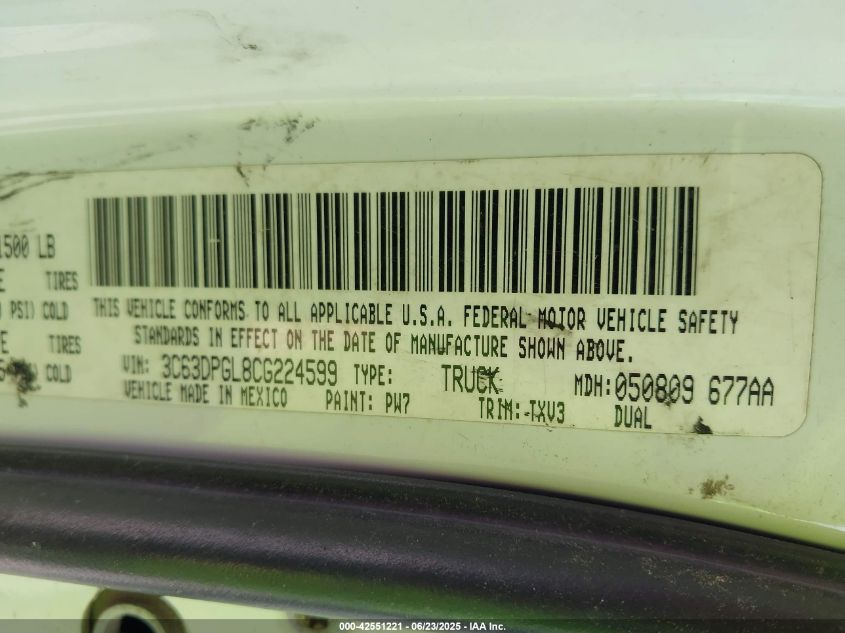 1500 LB
TIRES
PSI) COLD
TIRES
COLD
THIS VEHICLE CONFORMS TO ALL APPLICABLE U.S.A. FEDERAL MOTOR VEHICLE SAFETY
STANDARDS IN EFFECT ON THE DATE OF MANUFACTURE SHOWN ABOVE.
VIN: 3C63DPGL8CG224599 TYPE: TRUCK MDH:050809 677AA
VEHICLE MADE IN MEXICO PAINT: PW7 TRIM: TXV3 DUAL
000-42551221 - 06/23/2025 - IAA Inc.